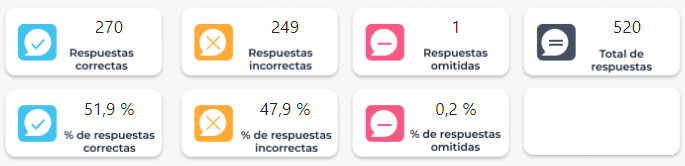 270
Respuestas
correctas
249
Respuestas
incorrectas
1
Respuestas
omitidas
520
Total de
respuestas
51,9 %
% de respuestas
correctas
47,9 %
% de respuestas
incorrectas
0,2 %
% de respuestas
omitidas